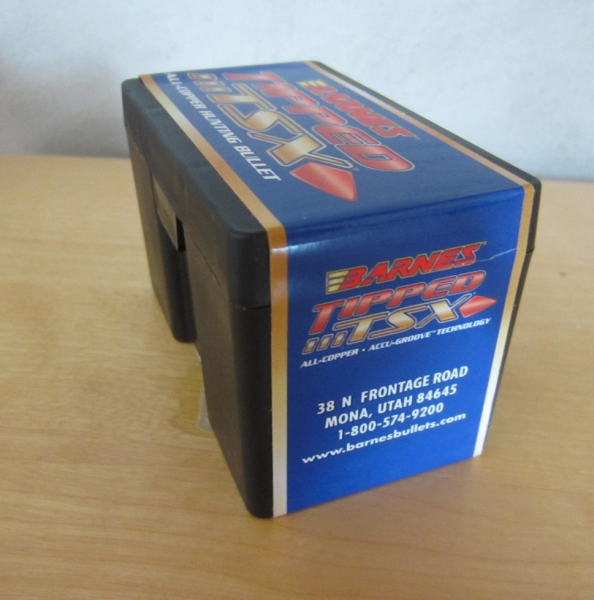 BARNES
TIPPED
TSX
ALL-COPPER HUNTING BULLET
BARNES
TIPPED
TSX
ALL-COPPER • ACCU-GROOVE™ TECHNOLOGY
38 N FRONTAGE ROAD
MONA, UTAH 84645
1-800-574-9200
www.barnesbullets.com